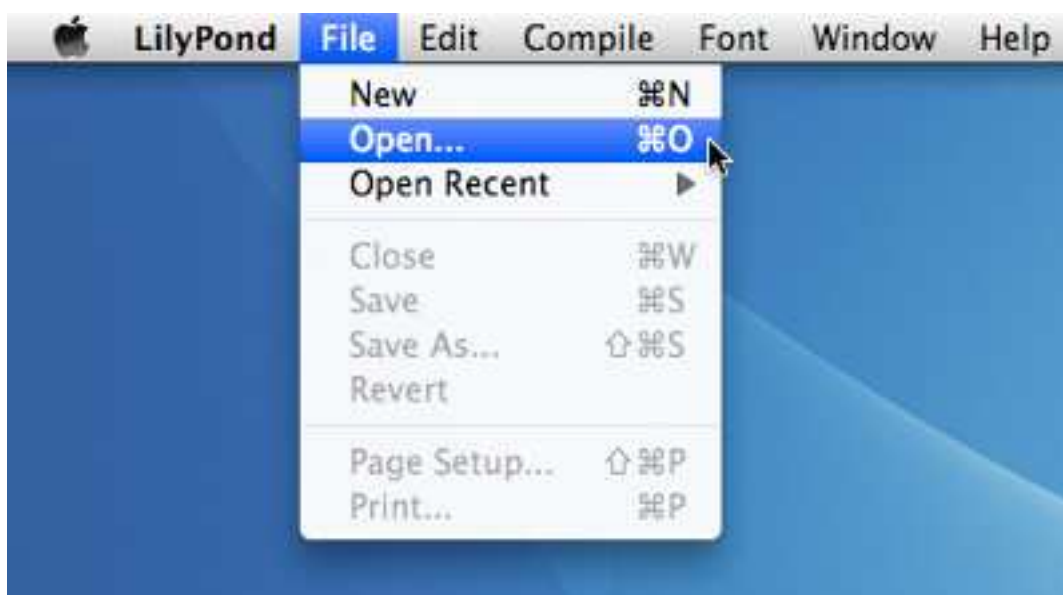 LilyPond File Edit Compile Font Window Help
New ⌘N
Open... ⌘O
Open Recent ▶
Close ⌘W
Save ⌘S
Save As... ⇧⌘S
Revert
Page Setup... ⇧⌘P
Print... ⌘P